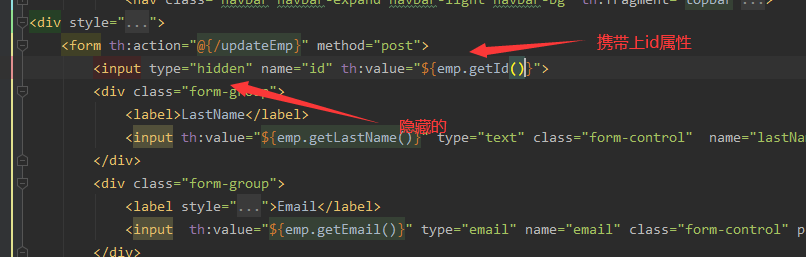 <nav class="navbar navbar-expand navbar-light navbar-bg" th:fragment="topbar"...>
<div style="...">
<form th:action="@{/updateEmp}" method="post">
携带上id属性
<input type="hidden" name="id" th:value="${emp.getId()}">
<div class="form-group">
<label>LastName</label>
隐藏的
<input th:value="${emp.getLastName()}" type="text" class="form-control"  name="lastNa
</div>
<div class="form-group">
<label style="...">Email</label>
<input  th:value="${emp.getEmail()}" type="email" name="email" class="form-control" p
</div>